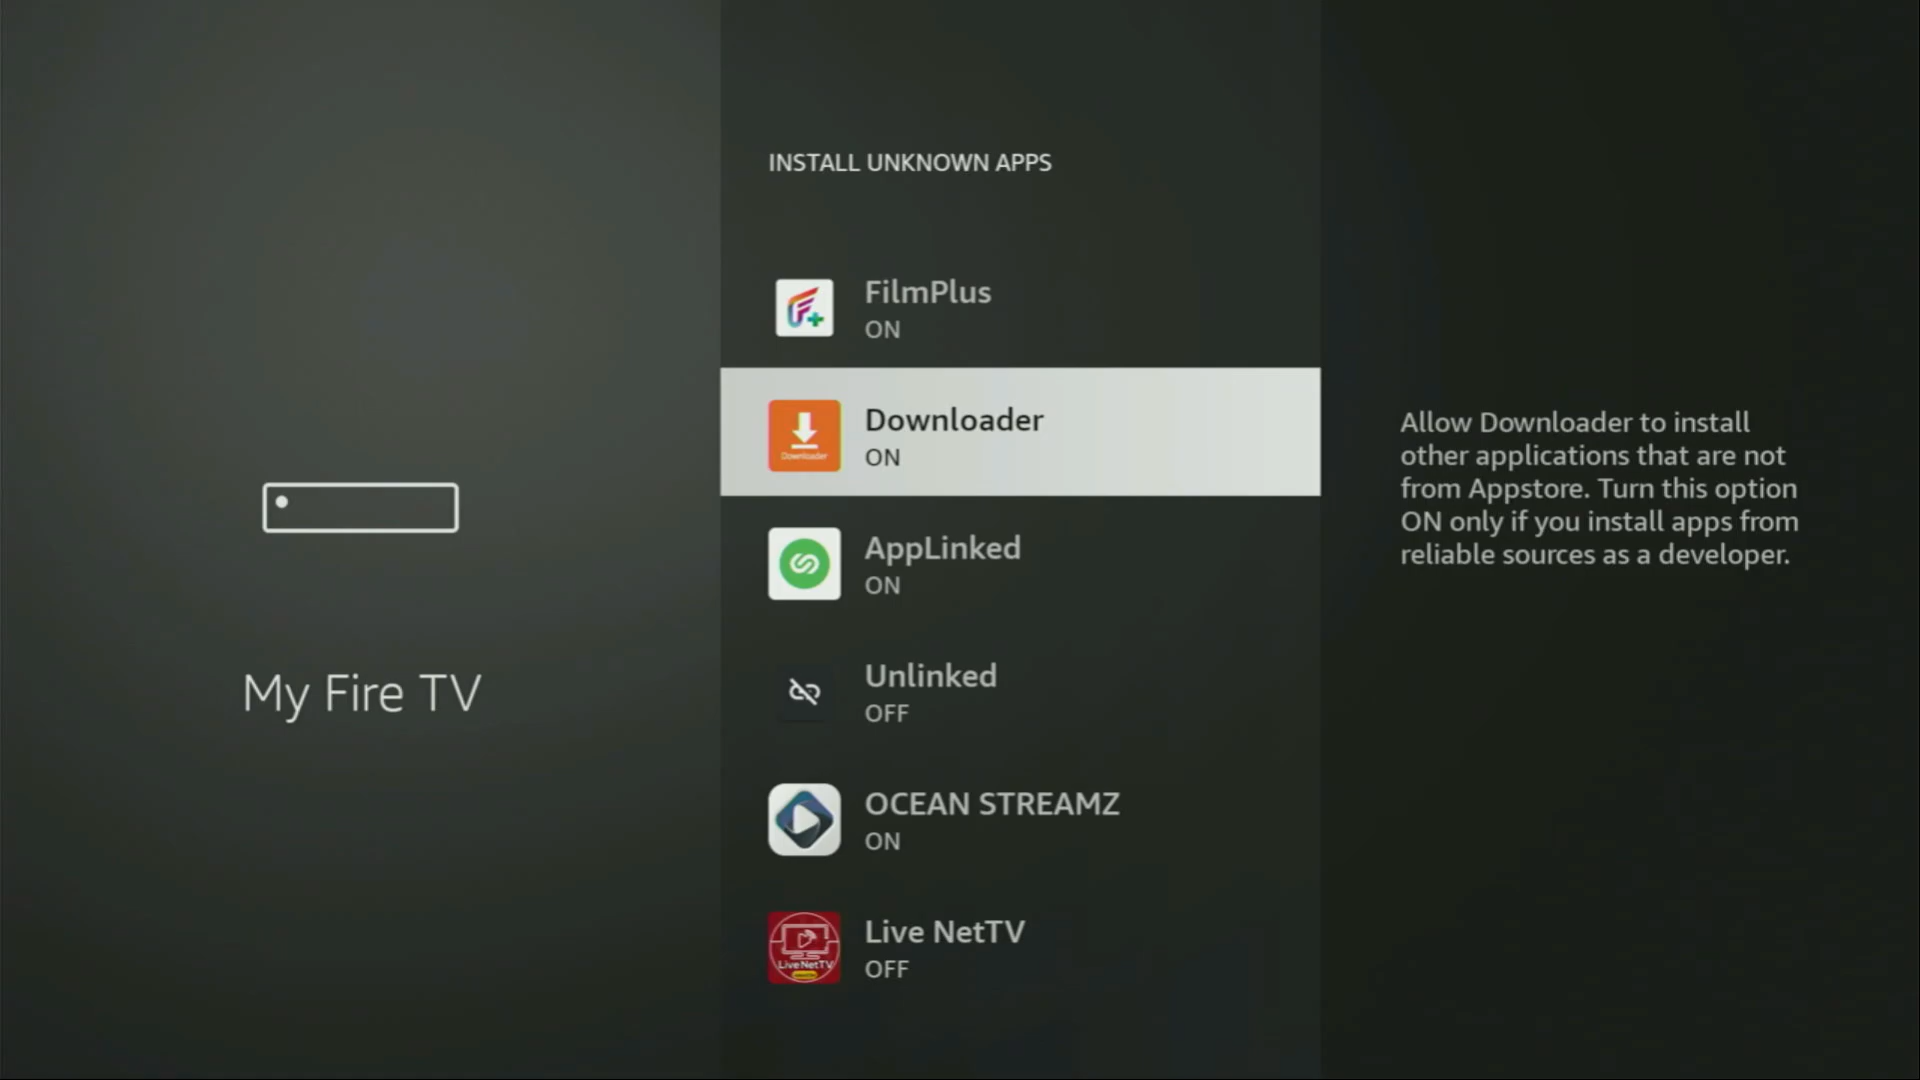 INSTALL UNKNOWN APPS
FilmPlus
ON
Downloader
Downloader
ON
AppLinked
ON
Unlinked
OFF
OCEAN STREAMZ
ON
Live NetTV
LiveNetTV
OFF
My Fire TV
Allow Downloader to install
other applications that are not
from Appstore. Turn this option
ON only if you install apps from
reliable sources as a developer.